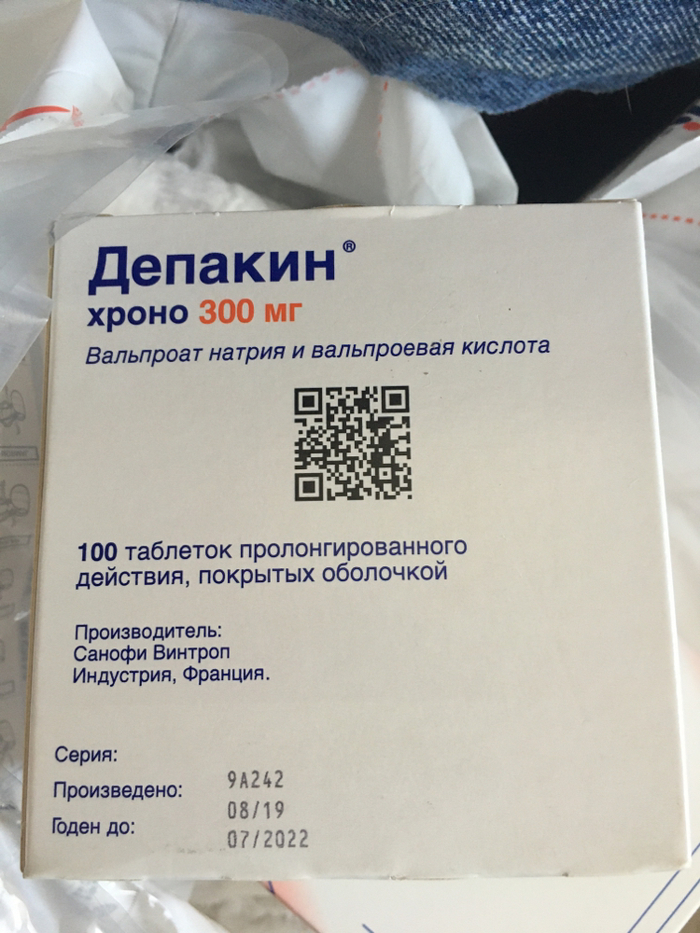 Депакин®
хроно 300 мг
Вальпроат натрия и вальпроевая кислота
100 таблеток пролонгированного
действия, покрытых оболочкой
Производитель:
Санофи Винтроп
Индустрия, Франция.
Серия: 9A242
Произведено: 08/19
Годен до: 07/2022